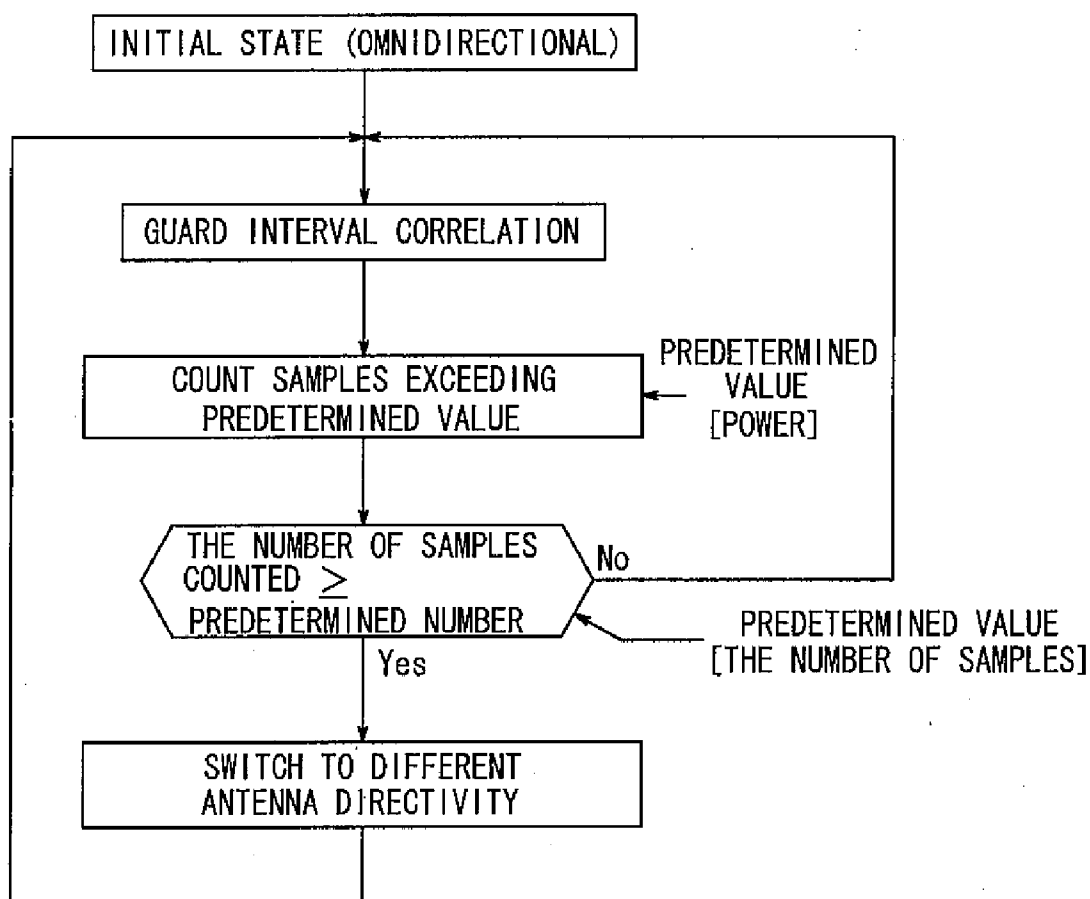 INITIAL STATE (OMNIDIRECTIONAL)
GUARD INTERVAL CORRELATION
COUNT SAMPLES EXCEEDING
PREDETERMINED VALUE
PREDETERMINED
VALUE
[POWER]
THE NUMBER OF SAMPLES
COUNTED ≥
PREDETERMINED NUMBER
No
PREDETERMINED VALUE
[THE NUMBER OF SAMPLES]
Yes
SWITCH TO DIFFERENT
ANTENNA DIRECTIVITY